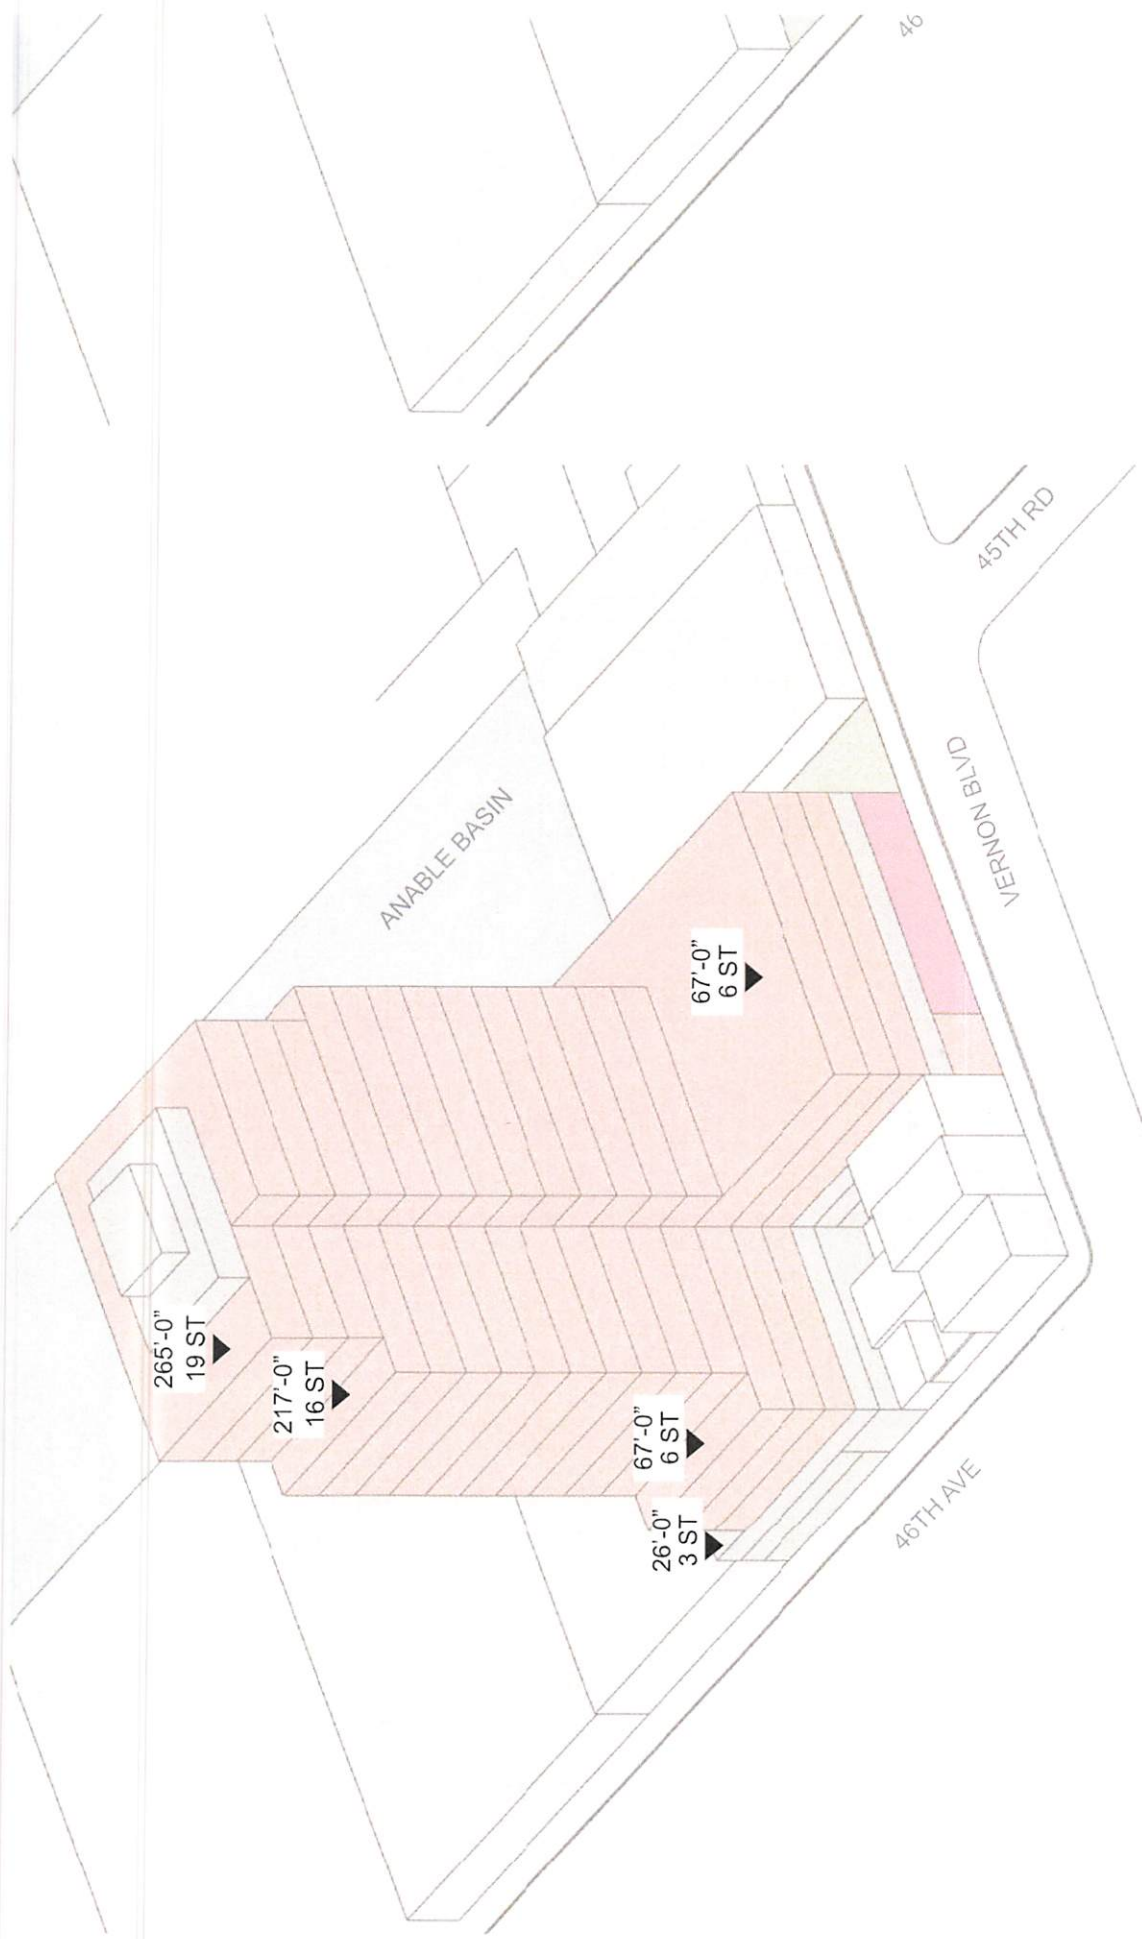 46
265'-0"
19 ST
217'-0"
16 ST
67'-0"
6 ST
26'-0"
3 ST
67'-0"
6 ST
ANABLE BASIN
VERNON BLVD
45TH RD
46TH AVE